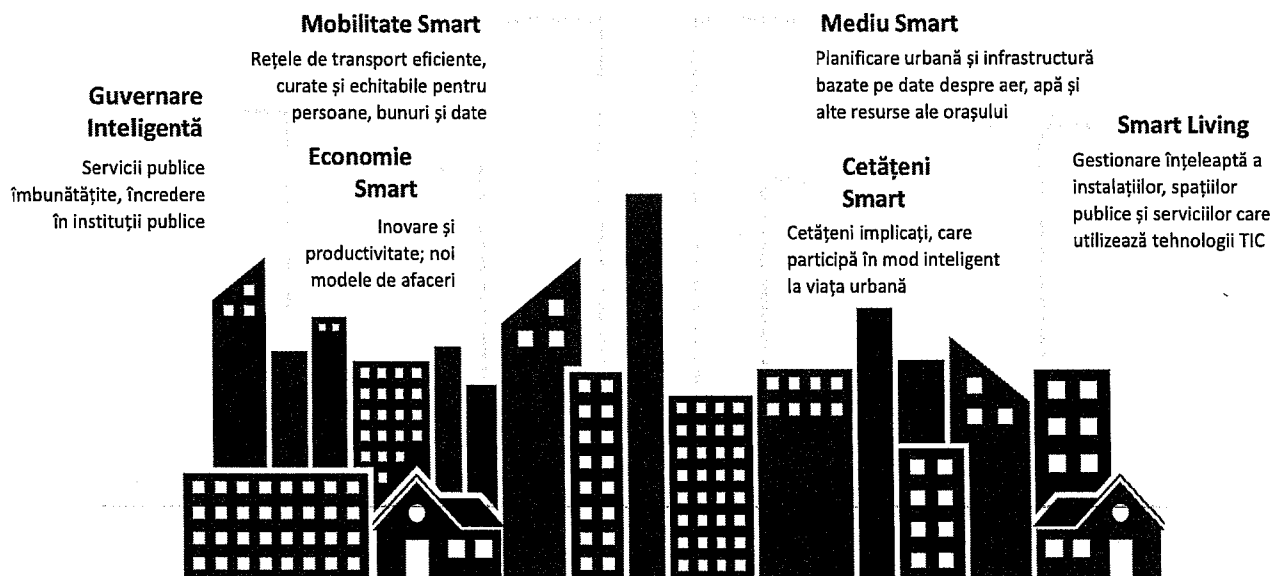 Mobilitate Smart
Rețele de transport eficiente,
curate și echitabile pentru
persoane, bunuri și date
Mediu Smart
Planificare urbană și infrastructură
bazate pe date despre aer, apă și
alte resurse ale orașului
Guvernare
Inteligentă
Servicii publice
îmbunătățite, încredere
în instituții publice
Economie
Smart
Inovare și
productivitate; noi
modele de afaceri
Cetățeni
Smart
Cetățeni implicați, care
participă în mod inteligent
la viața urbană
Smart Living
Gestionare înțeleaptă a
instalațiilor, spațiilor
publice și serviciilor care
utilizează tehnologii TIC